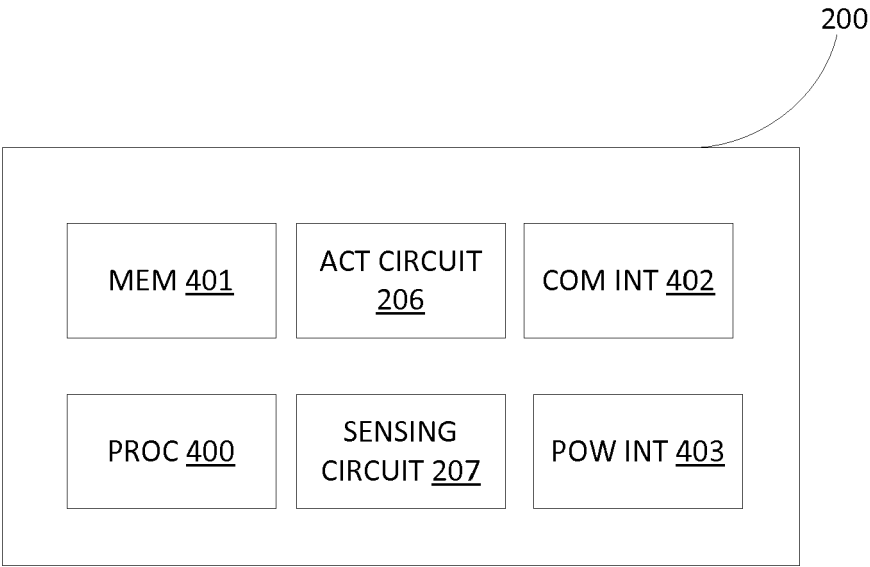 200
MEM 401
ACT CIRCUIT
206
COM INT 402
PROC 400
SENSING
CIRCUIT 207
POW INT 403